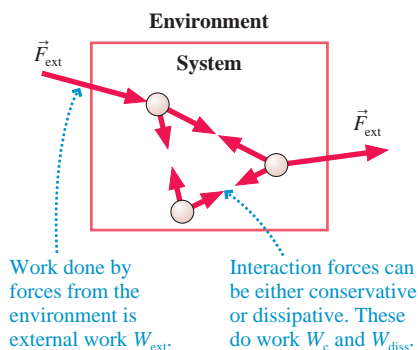 Environment
System
F⃗ext
F⃗ext
Work done by
forces from the
environment is
external work Wext.
Interaction forces can
be either conservative
or dissipative. These
do work Wc and Wdiss.